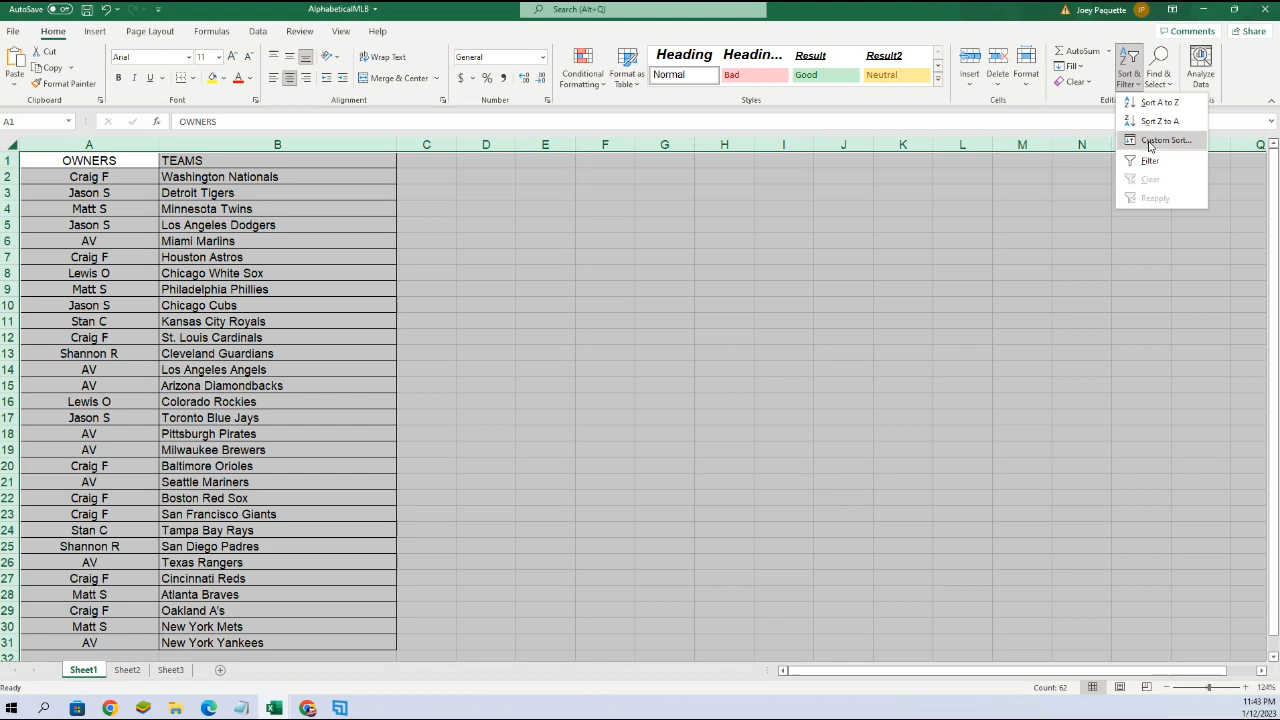 AutoSave Off AlphabeticalMLB Search (Alt+Q) Joey Paquette JP
File Home Insert Page Layout Formulas Data Review View Help Comments Share
Paste Cut Copy Format Painter Clipboard
Arial 11 B I U A Font
Wrap Text Merge & Center Alignment
General $ % Number
Conditional Formatting Format as Table
Heading Headin... Result Result2
Normal Bad Good Neutral
Styles
Insert Delete Format Cells
AutoSum Fill Clear Sort & Filter Find & Select Editi
Analyze Data
Sort A to Z
Sort Z to A
Custom Sort...
Filter
Clear
Reapply
A1 fx OWNERS
A B C D E F G H I J K L M N Q
1 OWNERS TEAMS
2 Craig F Washington Nationals
3 Jason S Detroit Tigers
4 Matt S Minnesota Twins
5 Jason S Los Angeles Dodgers
6 AV Miami Marlins
7 Craig F Houston Astros
8 Lewis O Chicago White Sox
9 Matt S Philadelphia Phillies
10 Jason S Chicago Cubs
11 Stan C Kansas City Royals
12 Craig F St. Louis Cardinals
13 Shannon R Cleveland Guardians
14 AV Los Angeles Angels
15 AV Arizona Diamondbacks
16 Lewis O Colorado Rockies
17 Jason S Toronto Blue Jays
18 AV Pittsburgh Pirates
19 AV Milwaukee Brewers
20 Craig F Baltimore Orioles
21 AV Seattle Mariners
22 Craig F Boston Red Sox
23 Craig F San Francisco Giants
24 Stan C Tampa Bay Rays
25 Shannon R San Diego Padres
26 AV Texas Rangers
27 Craig F Cincinnati Reds
28 Matt S Atlanta Braves
29 Craig F Oakland A's
30 Matt S New York Mets
31 AV New York Yankees
32
Sheet1 Sheet2 Sheet3
Ready Count: 62 124%
11:43 PM
1/12/2023